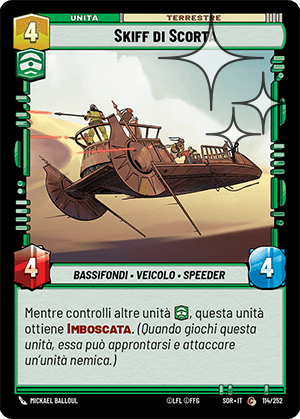 UNITÀ
TERRESTRE
4
SKIFF DI SCORT
4
4
BASSIFONDI • VEICOLO • SPEEDER
Mentre controlli altre unità, questa unità
ottiene IMBOSCATA. (Quando giochi questa
unità, essa può approntarsi e attaccare
un'unità nemica.)
MICKAEL BALLOUL
©LFL ©FFG
SOR • IT
C
114/252